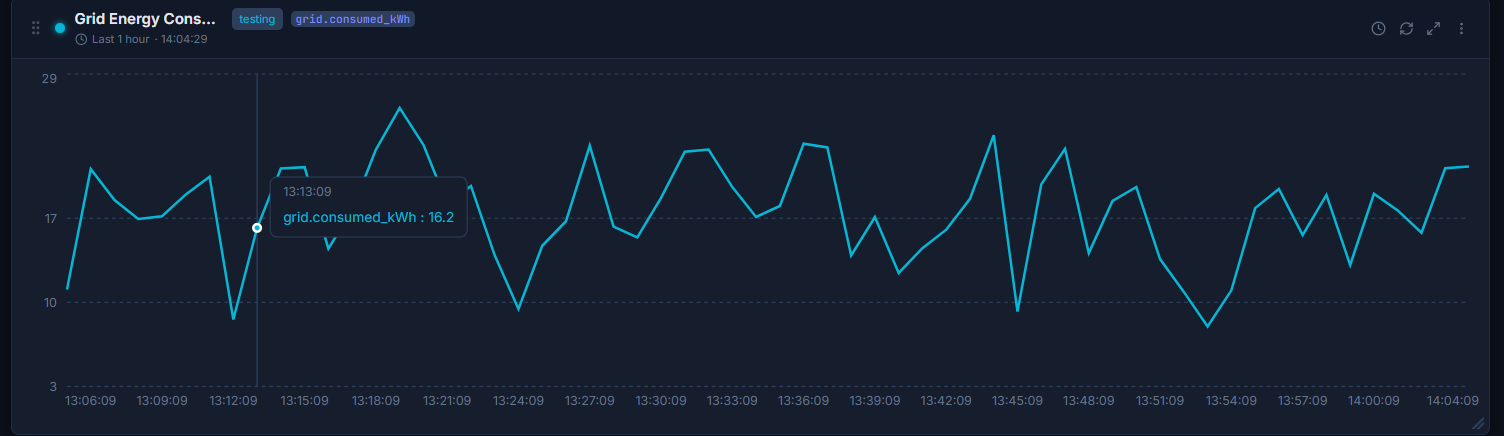 Grid Energy Cons... testing grid.consumed_kWh
Last 1 hour · 14:04:29
29
13:13:09
grid.consumed_kWh : 16.2
17
10
3
13:06:09 13:09:09 13:12:09 13:15:09 13:18:09 13:21:09 13:24:09 13:27:09 13:30:09 13:33:09 13:36:09 13:39:09 13:42:09 13:45:09 13:48:09 13:51:09 13:54:09 13:57:09 14:00:09 14:04:09